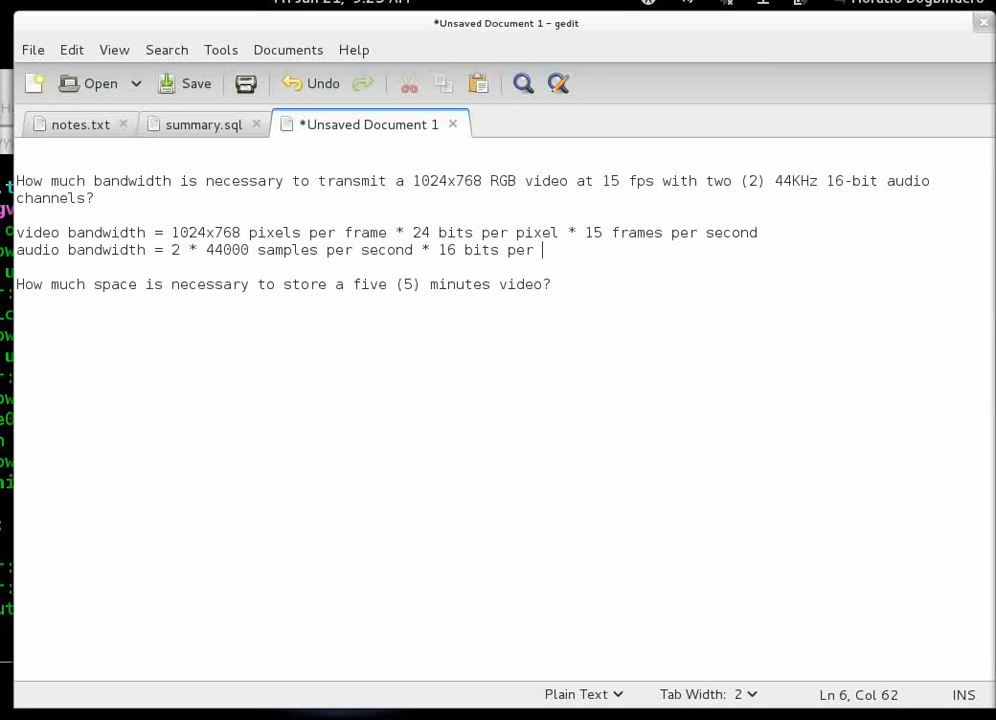 *Unsaved Document 1 - gedit
File Edit View Search Tools Documents Help
Open Save Undo
notes.txt summary.sql *Unsaved Document 1
How much bandwidth is necessary to transmit a 1024x768 RGB video at 15 fps with two (2) 44KHz 16-bit audio
channels?
video bandwidth = 1024x768 pixels per frame * 24 bits per pixel * 15 frames per second
audio bandwidth = 2 * 44000 samples per second * 16 bits per
How much space is necessary to store a five (5) minutes video?
Plain Text Tab Width: 2 Ln 6, Col 62 INS